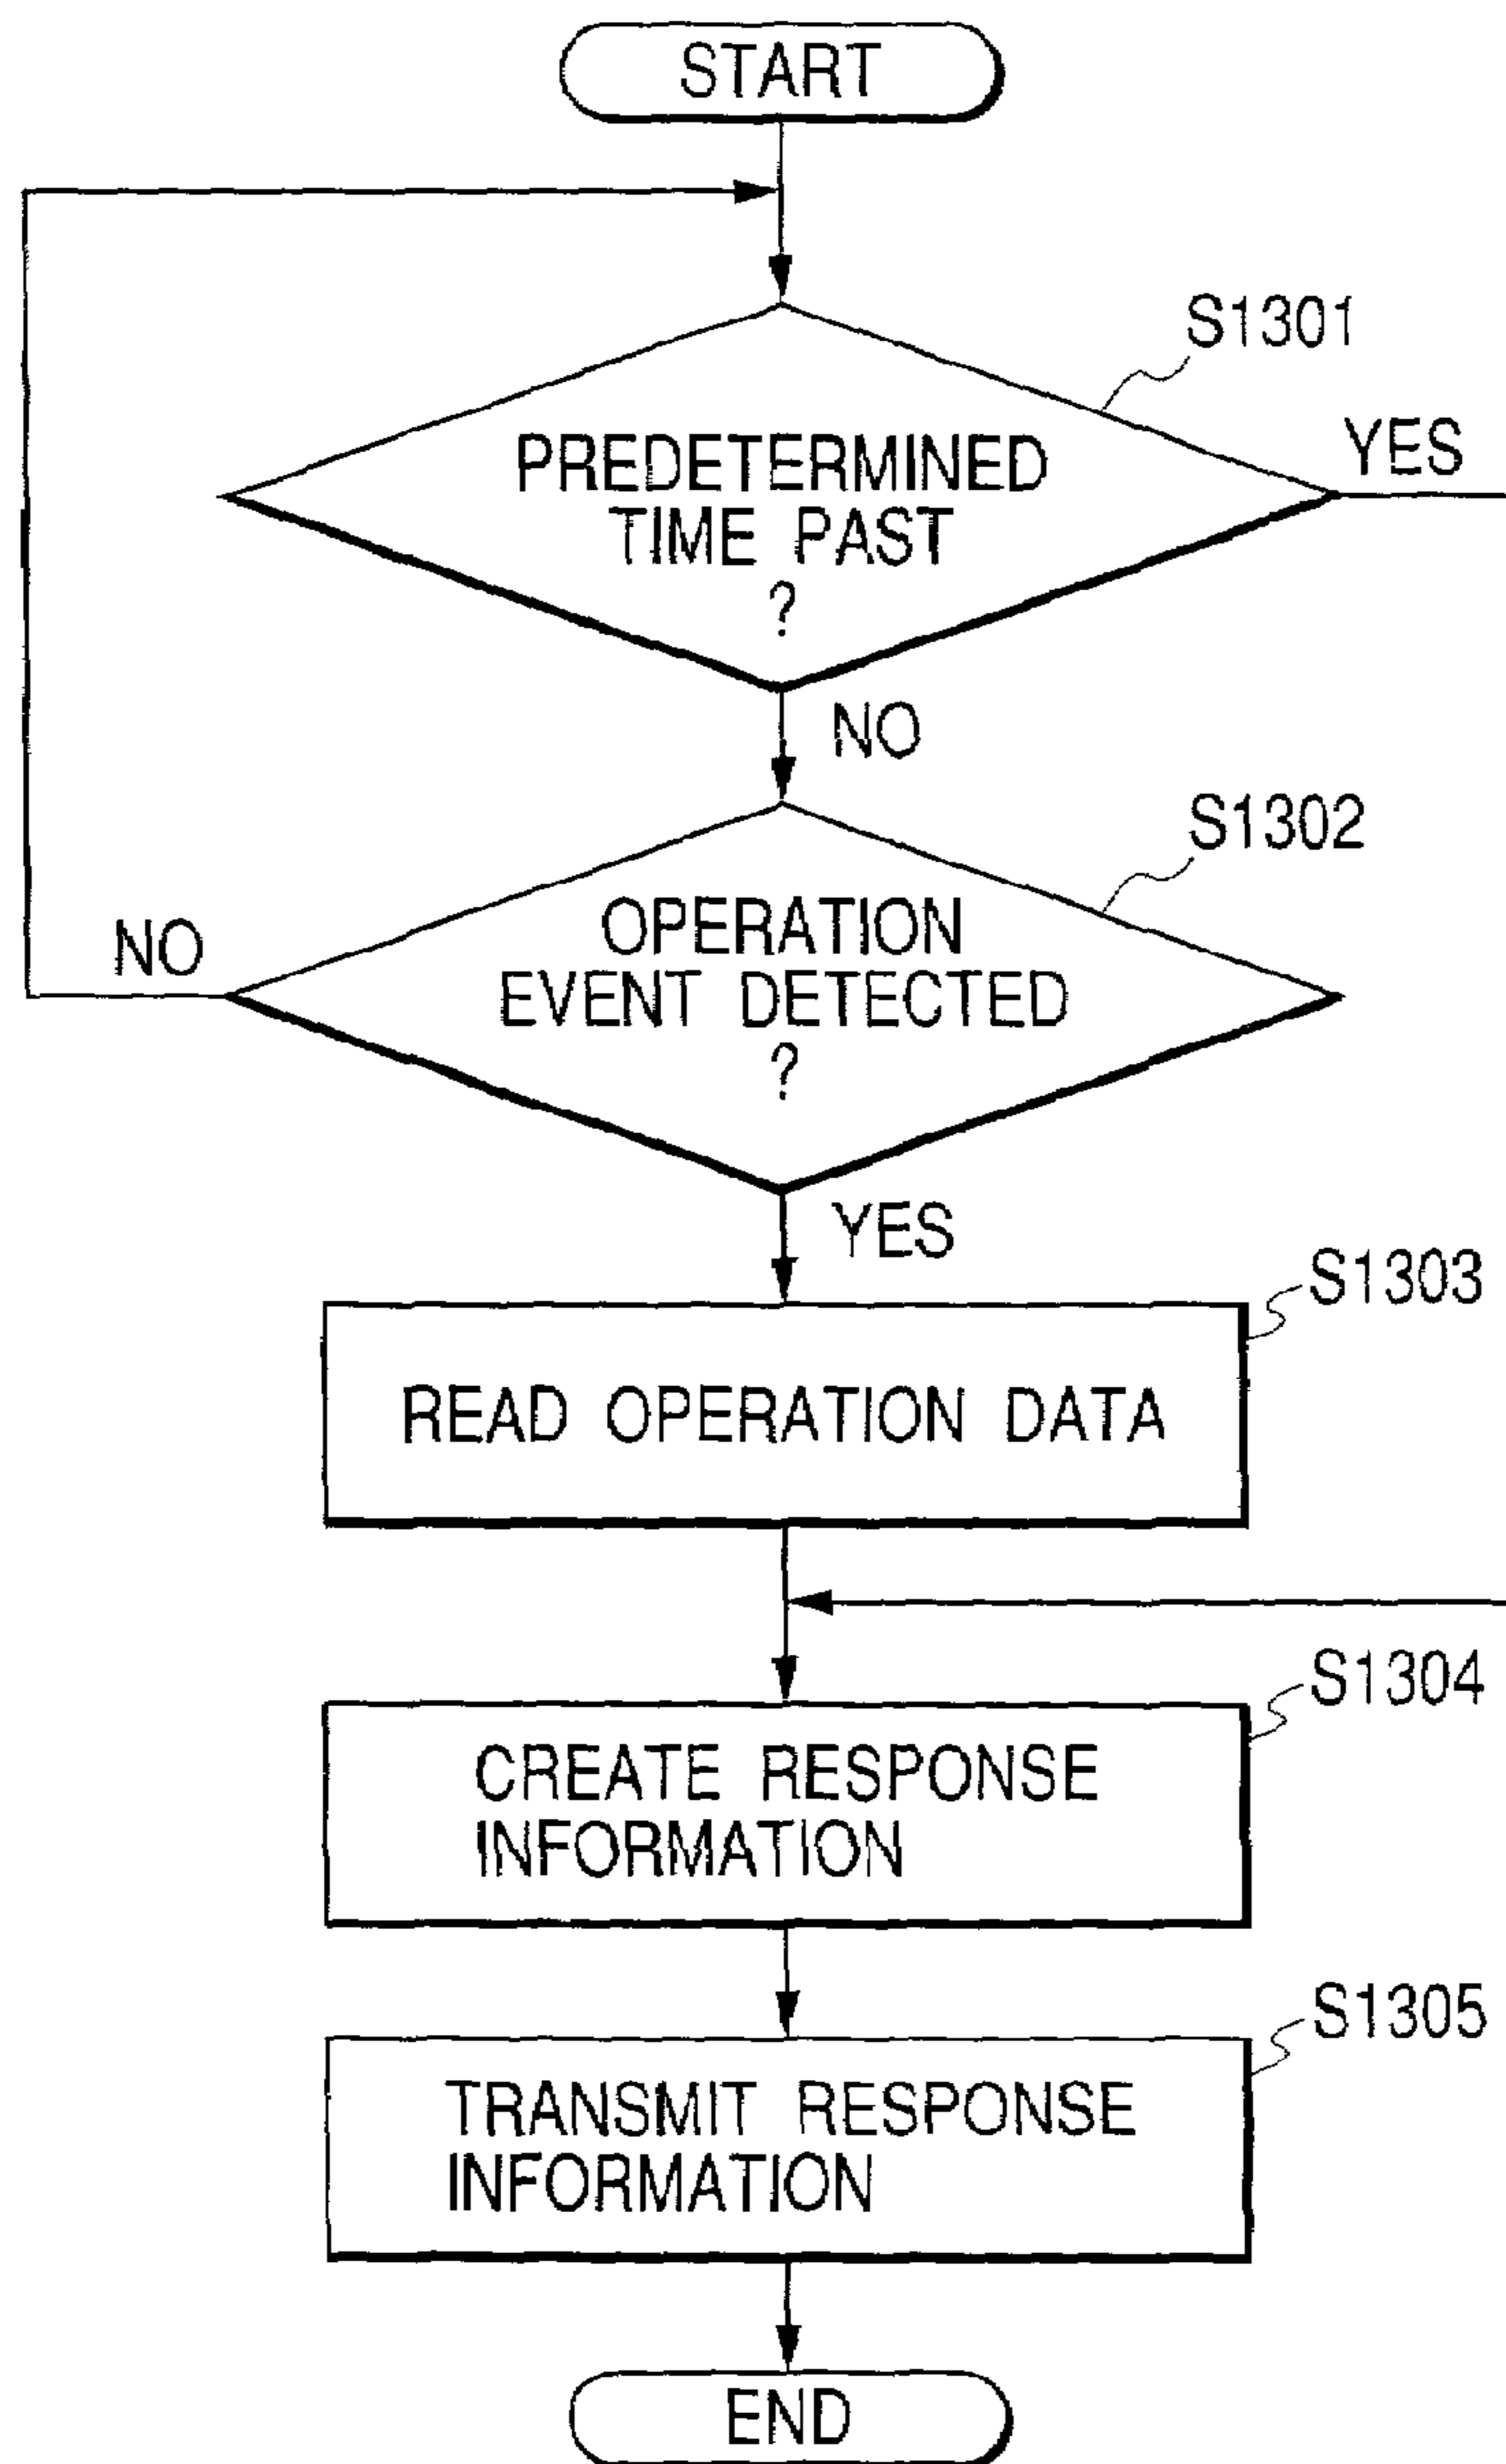 START
S1301
YES
PREDETERMINED
TIME PAST
?
NO
S1302
NO
OPERATION
EVENT DETECTED
?
YES
S1303
READ OPERATION DATA
S1304
CREATE RESPONSE
INFORMATION
S1305
TRANSMIT RESPONSE
INFORMATION
END